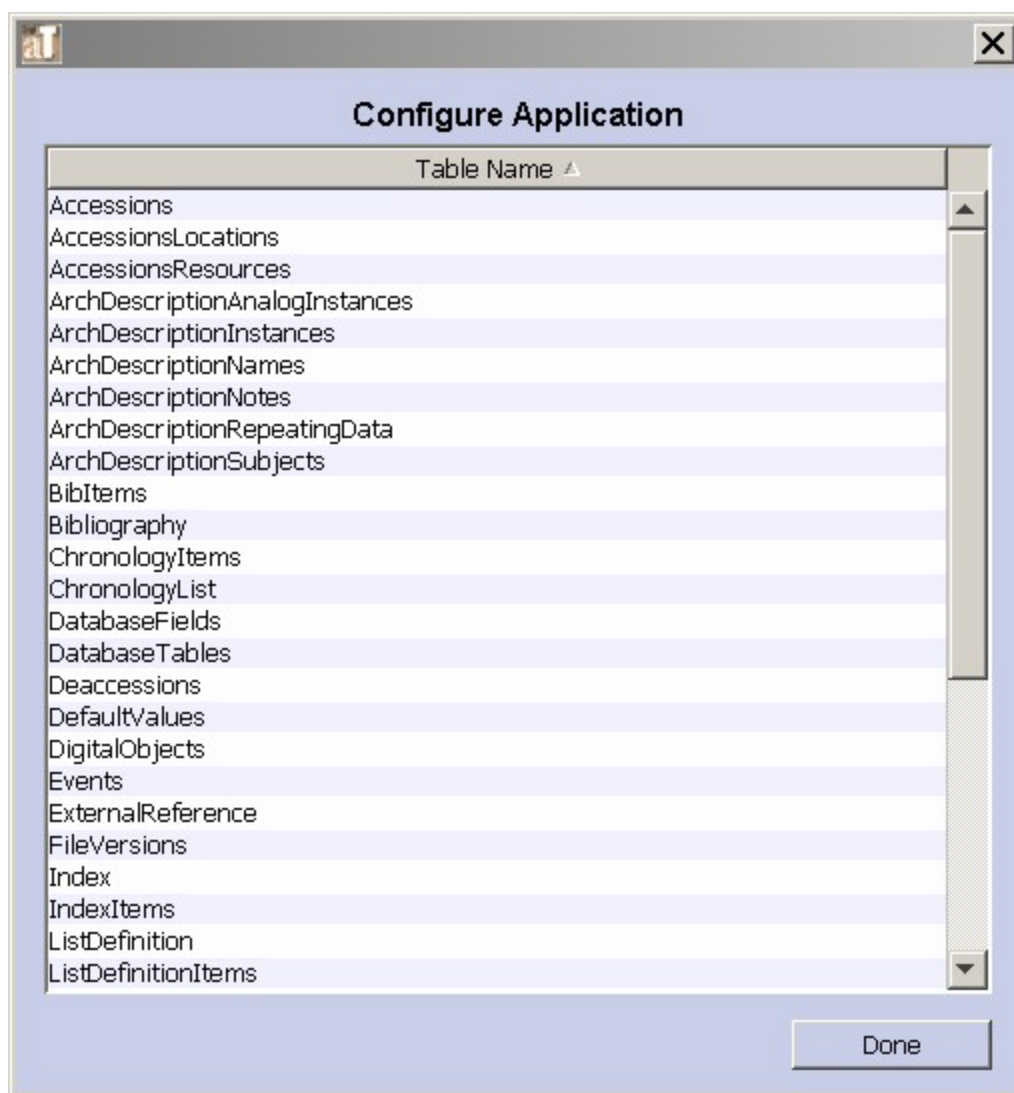 aT
Configure Application
Table Name
Accessions
AccessionsLocations
AccessionsResources
ArchDescriptionAnalogInstances
ArchDescriptionInstances
ArchDescriptionNames
ArchDescriptionNotes
ArchDescriptionRepeatingData
ArchDescriptionSubjects
BibItems
Bibliography
ChronologyItems
ChronologyList
DatabaseFields
DatabaseTables
Deaccessions
DefaultValues
DigitalObjects
Events
ExternalReference
FileVersions
Index
IndexItems
ListDefinition
ListDefinitionItems
Done